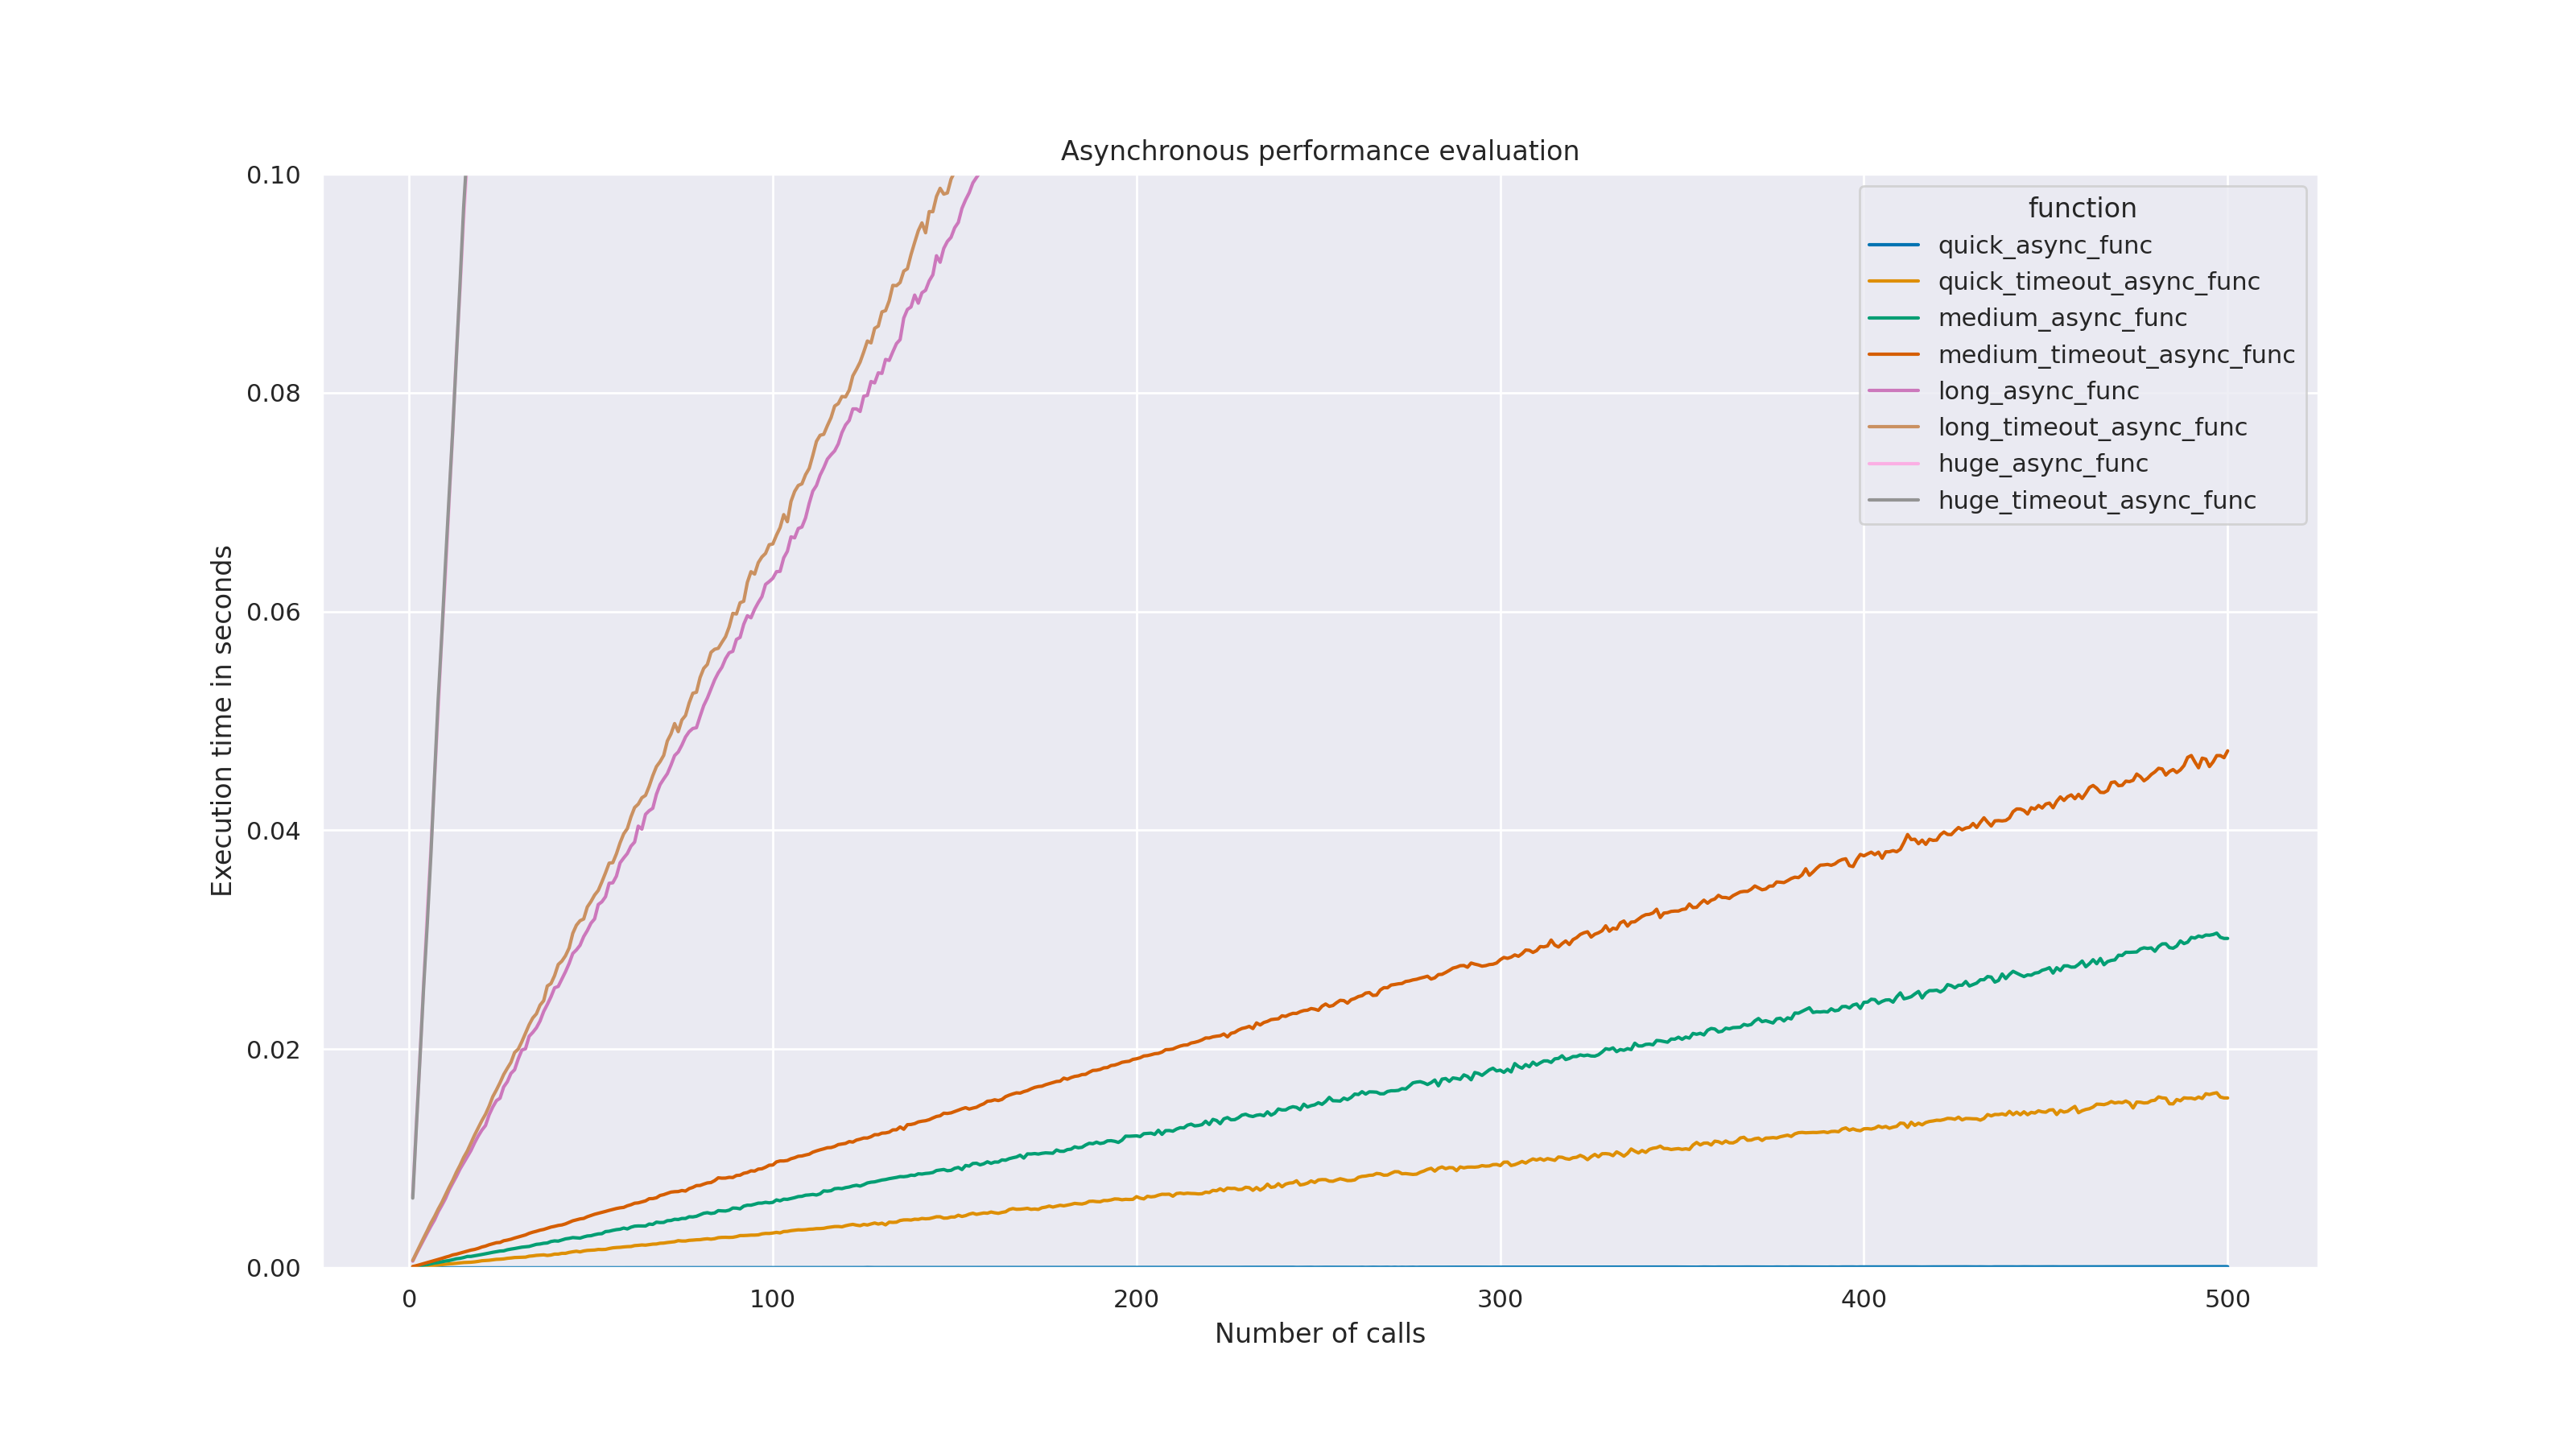 Asynchronous performance evaluation
0.10
0.08
0.06
0.04
0.02
0.00
Execution time in seconds
function
quick_async_func
quick_timeout_async_func
medium_async_func
medium_timeout_async_func
long_async_func
long_timeout_async_func
huge_async_func
huge_timeout_async_func
0 100 200 300 400 500
Number of calls